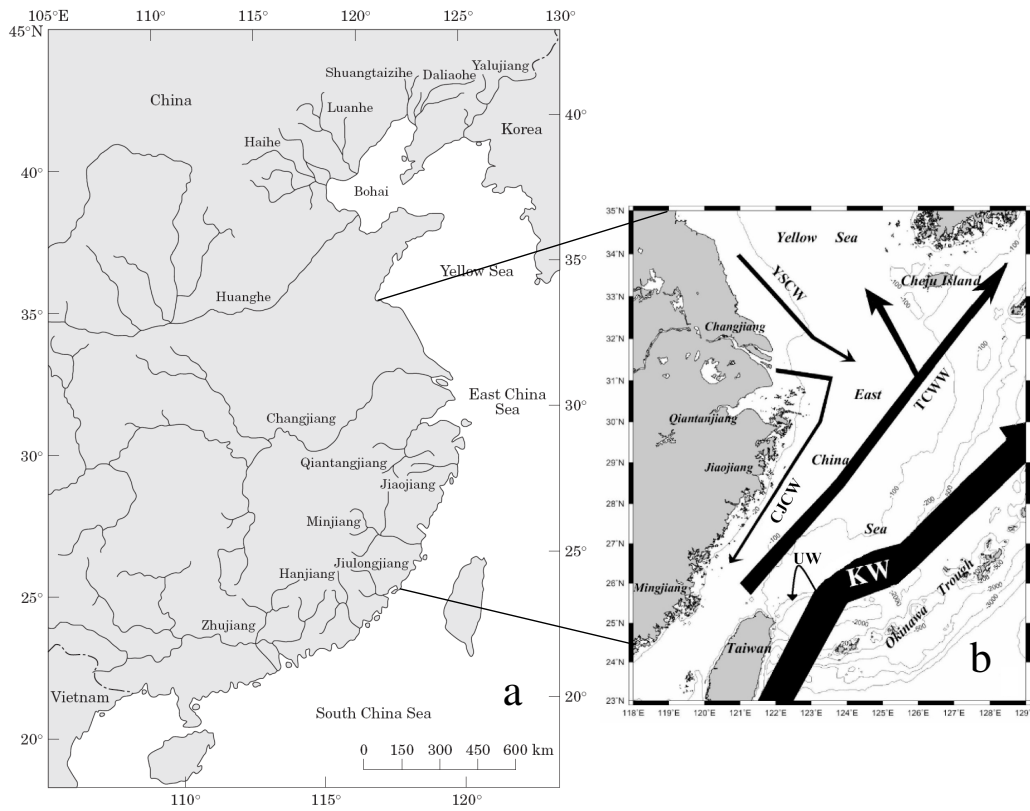 105°E
110°
115°
120°
125°
130°
45°N
40°
35°
30°
25°
20°
40°
35°
30°
25°
20°
110°
115°
120°
China
Shuangtaizihe
Daliaohe
Yalujiang
Luanhe
Korea
Haihe
Bohai
Yellow Sea
Huanghe
East China
Sea
Changjiang
Qiantangjiang
Jiaojiang
Minjiang
Jiulongjiang
Hanjiang
Zhujiang
Vietnam
South China Sea
a
0 150 300 450 600 km
35°N
34°N
33°N
32°N
31°N
30°N
29°N
28°N
27°N
26°N
25°N
24°N
23°N
118°E 119°E 120°E 121°E 122°E 123°E 124°E 125°E 126°E 127°E 128°E 129°E
Yellow Sea
YSCW
Cheju Island
Changjiang
TCWW
East
Qiantanjiang
China
Jiaojiang
CJCW
Sea
UW
KW
Mingjiang
Okinawa Trough
Taiwan
b